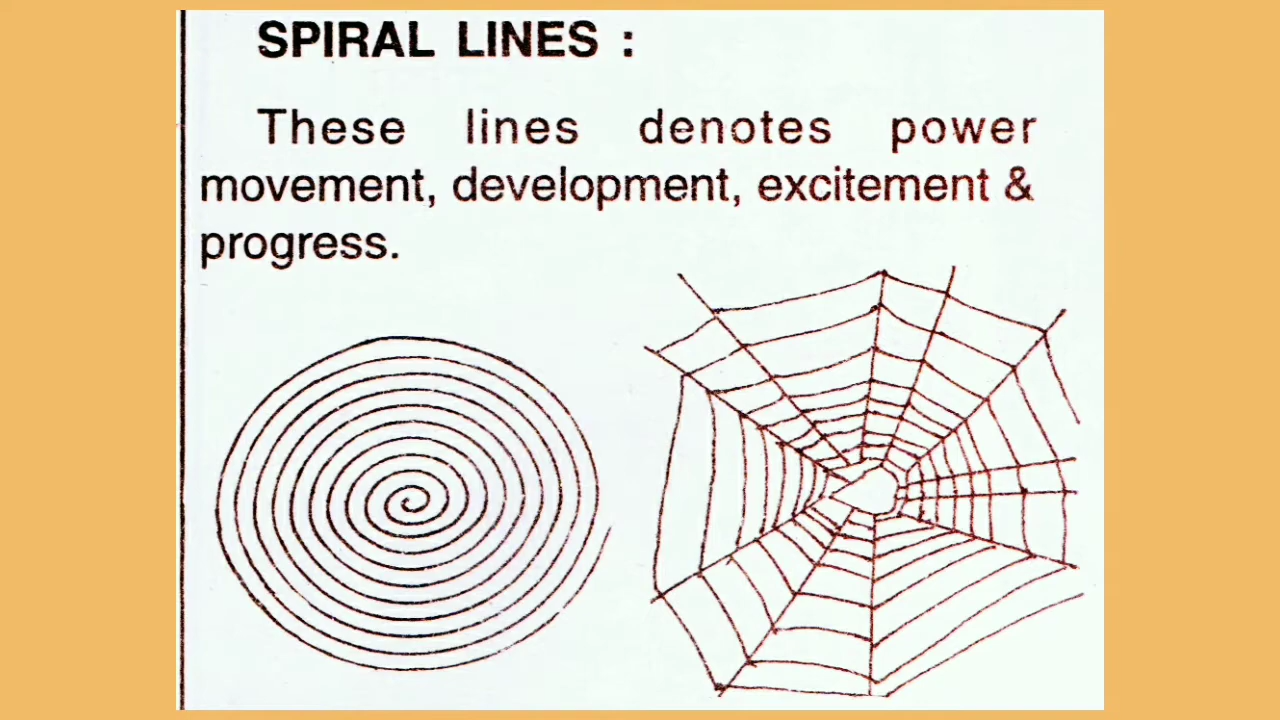 SPIRAL LINES :
These lines denotes power
movement, development, excitement &
progress.